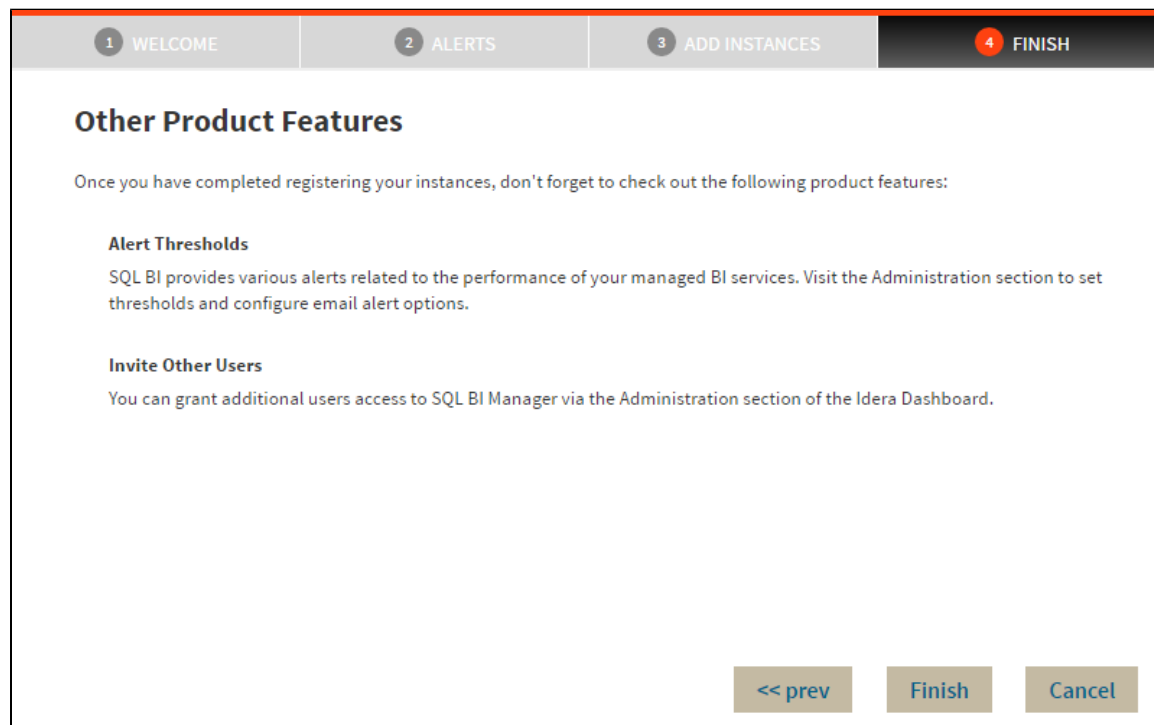 1 WELCOME 2 ALERTS 3 ADD INSTANCES 4 FINISH
Other Product Features
Once you have completed registering your instances, don't forget to check out the following product features:
Alert Thresholds
SQL BI provides various alerts related to the performance of your managed BI services. Visit the Administration section to set
thresholds and configure email alert options.
Invite Other Users
You can grant additional users access to SQL BI Manager via the Administration section of the Idera Dashboard.
<< prev Finish Cancel